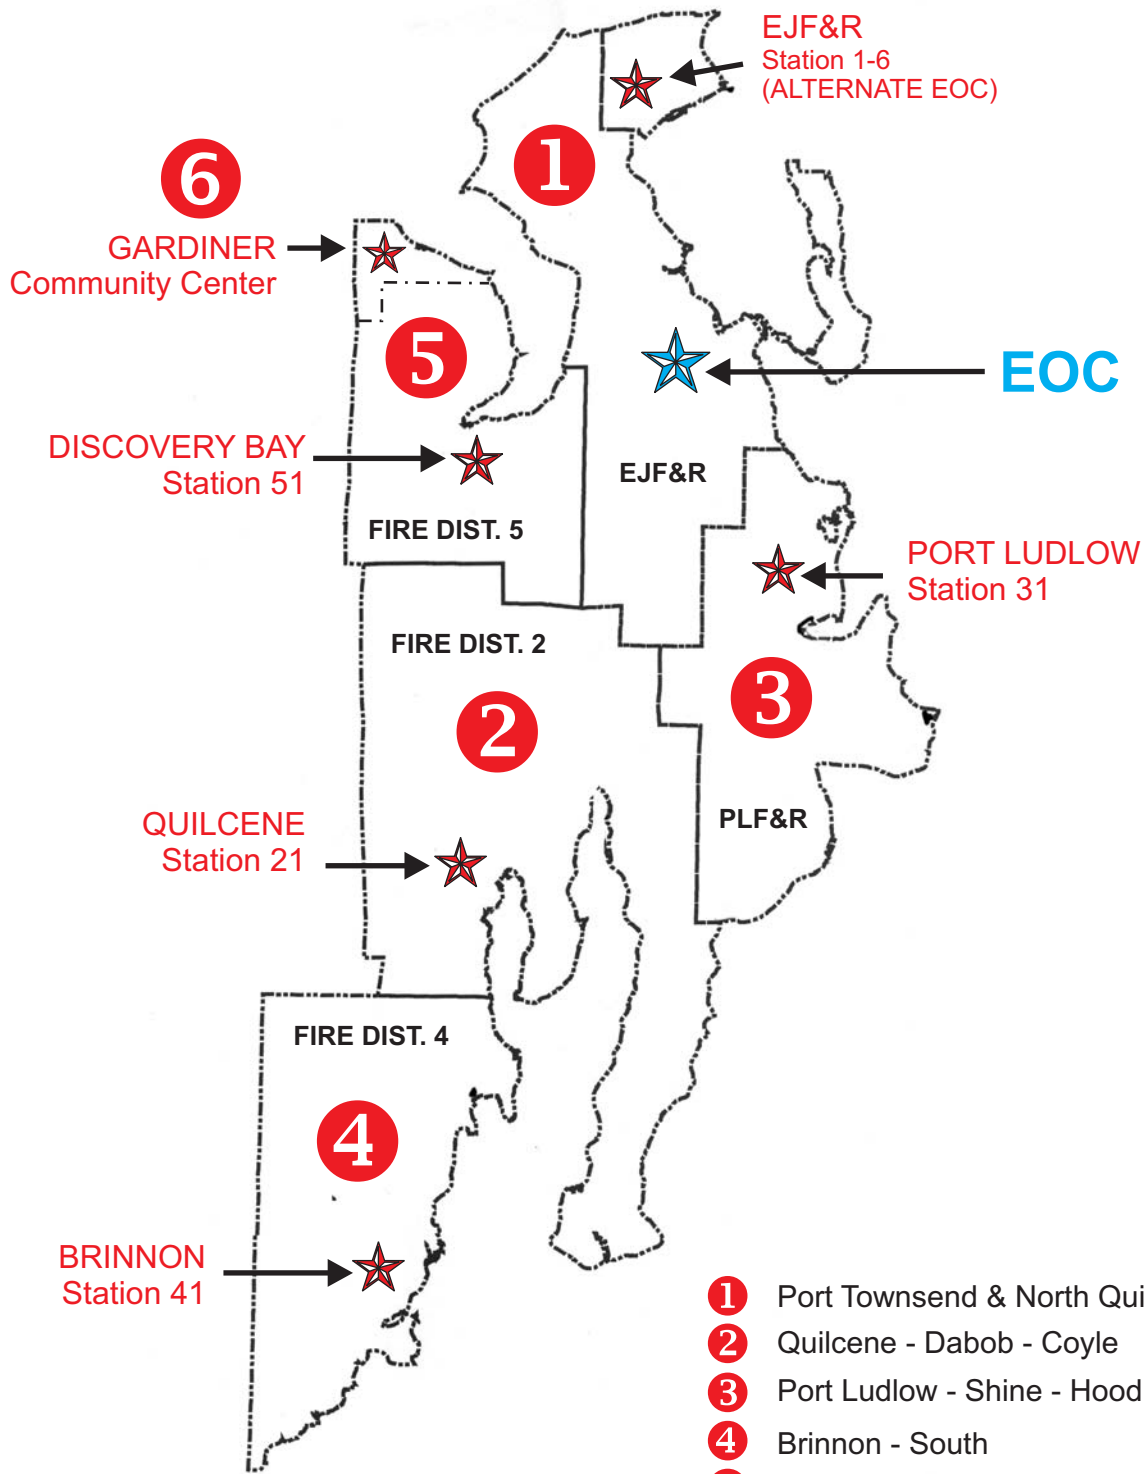 EJF&R
Station 1-6
(ALTERNATE EOC)
1
6
GARDINER
Community Center
5
EOC
DISCOVERY BAY
Station 51
EJF&R
FIRE DIST. 5
PORT LUDLOW
Station 31
FIRE DIST. 2
3
2
PLF&R
QUILCENE
Station 21
FIRE DIST. 4
4
BRINNON
Station 41
1 Port Townsend & North Qui
2 Quilcene - Dabob - Coyle
3 Port Ludlow - Shine - Hood
4 Brinnon - South